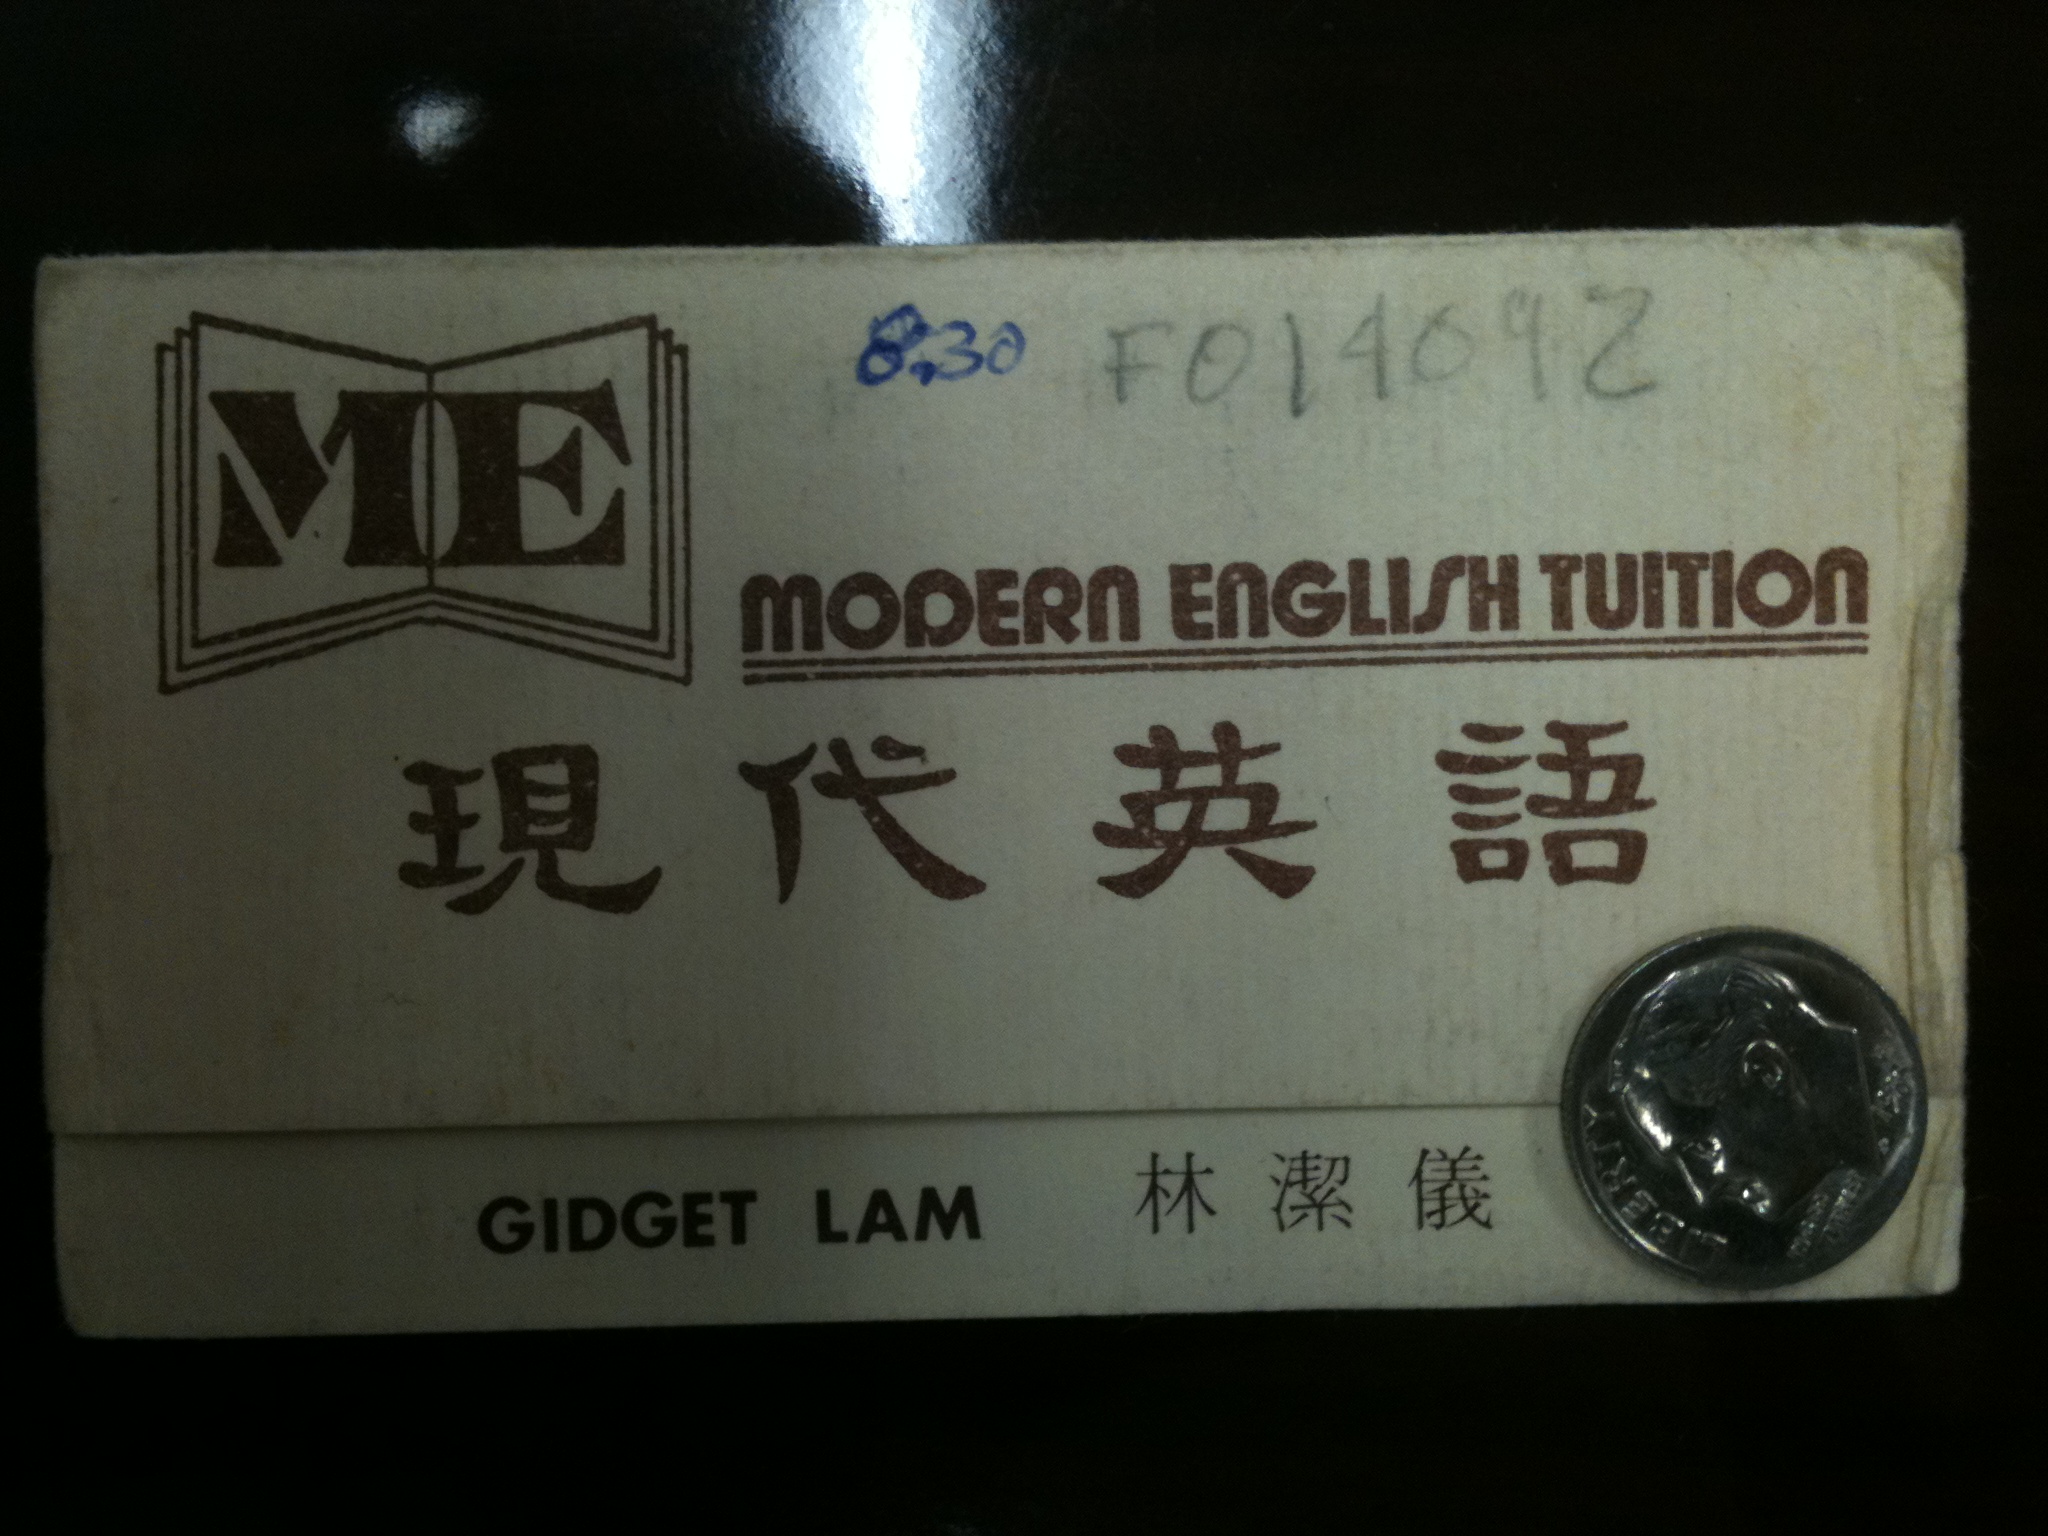 8:30 F014092
ME
MODERN ENGLISH TUITION
現代英語
GIDGET LAM 林潔儀
LIBERTY